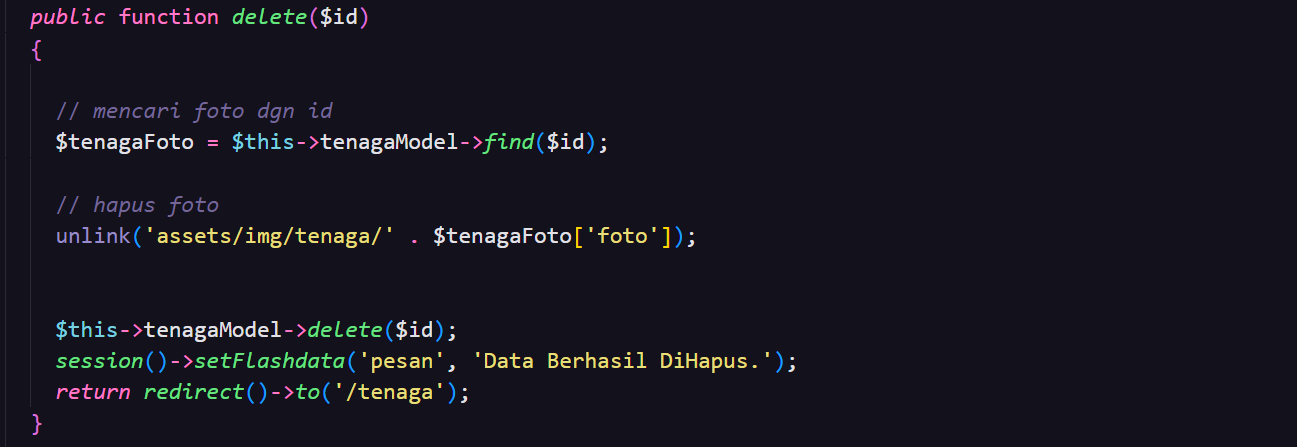 public function delete($id)
{
// mencari foto dgn id
$tenagaFoto = $this->tenagaModel->find($id);
// hapus foto
unlink('assets/img/tenaga/' . $tenagaFoto['foto']);
$this->tenagaModel->delete($id);
session()->setFlashdata('pesan', 'Data Berhasil DiHapus.');
return redirect()->to('/tenaga');
}